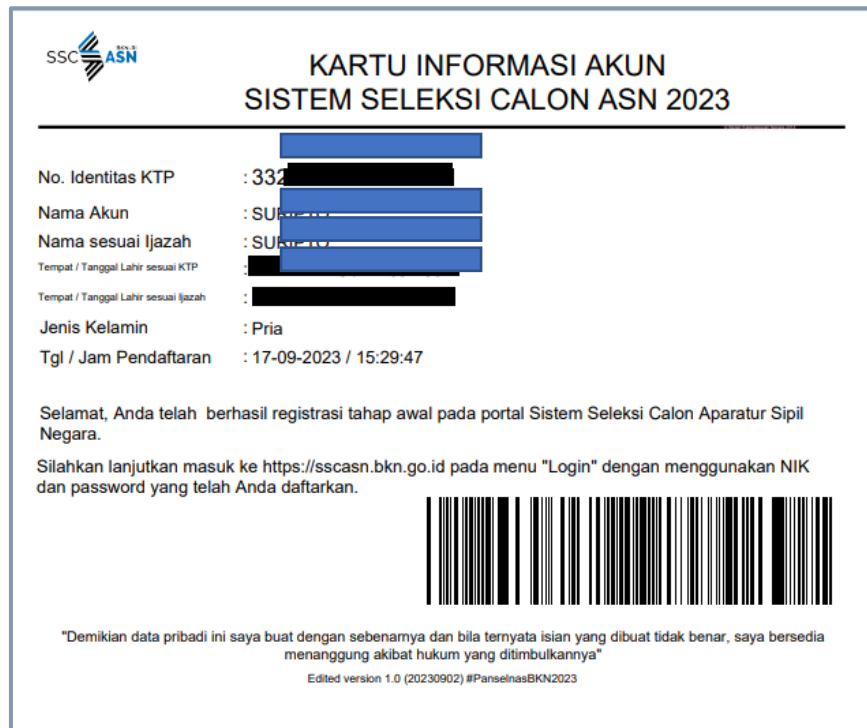 SSC ASN
KARTU INFORMASI AKUN
SISTEM SELEKSI CALON ASN 2023
No. Identitas KTP : 332
Nama Akun : SU
Nama sesuai Ijazah : SU
Tempat / Tanggal Lahir sesuai KTP :
Tempat / Tanggal Lahir sesuai Ijazah :
Jenis Kelamin : Pria
Tgl / Jam Pendaftaran : 17-09-2023 / 15:29:47
Selamat, Anda telah berhasil registrasi tahap awal pada portal Sistem Seleksi Calon Aparatur Sipil
Negara.
Silahkan lanjutkan masuk ke https://sscasn.bkn.go.id pada menu "Login" dengan menggunakan NIK
dan password yang telah Anda daftarkan.
"Demikian data pribadi ini saya buat dengan sebenarnya dan bila ternyata isian yang dibuat tidak benar, saya bersedia
menanggung akibat hukum yang ditimbulkannya"
Edited version 1.0 (20230902) #PanselnasBKN2023